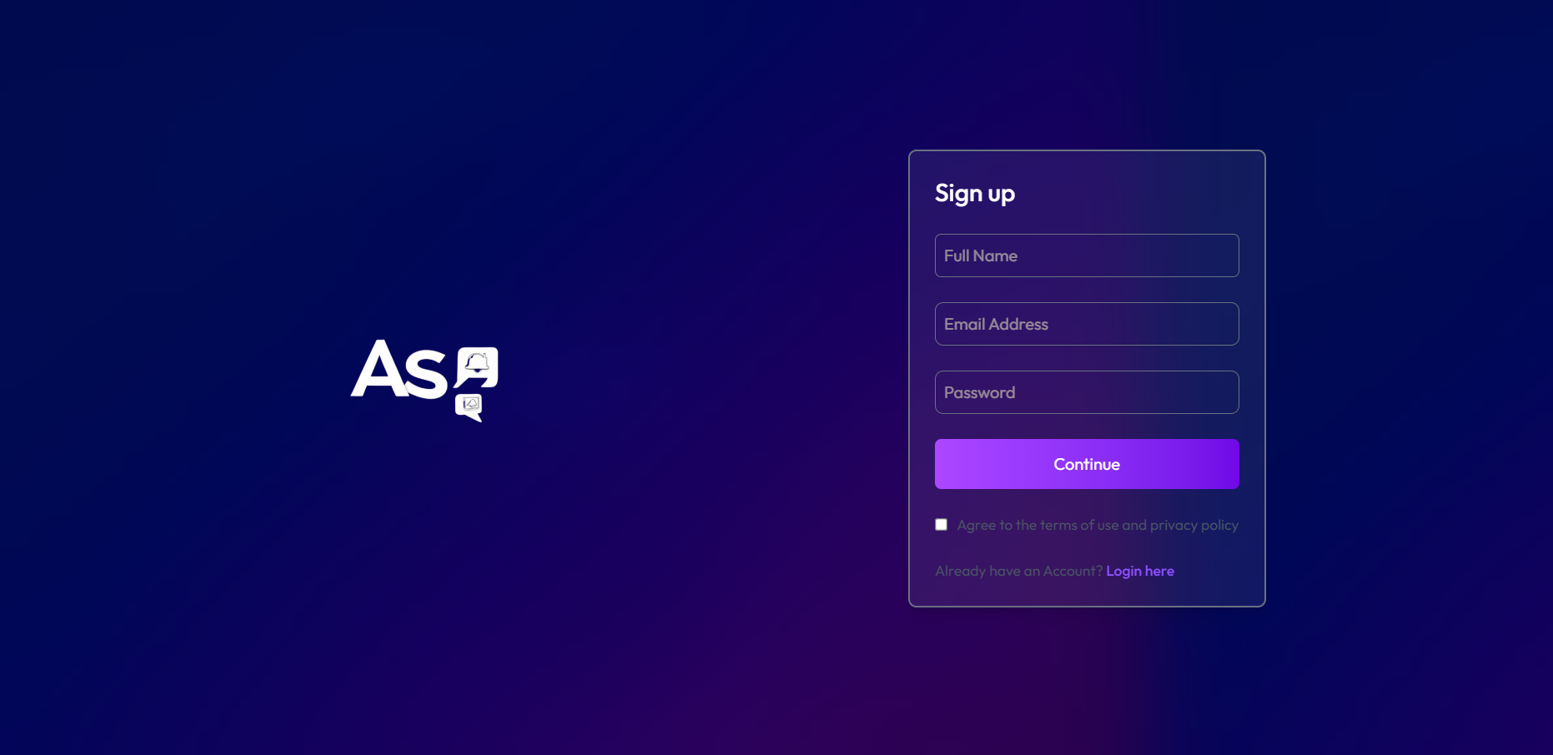 As
Sign up
Full Name
Email Address
Password
Continue
Agree to the terms of use and privacy policy
Already have an Account? Login here